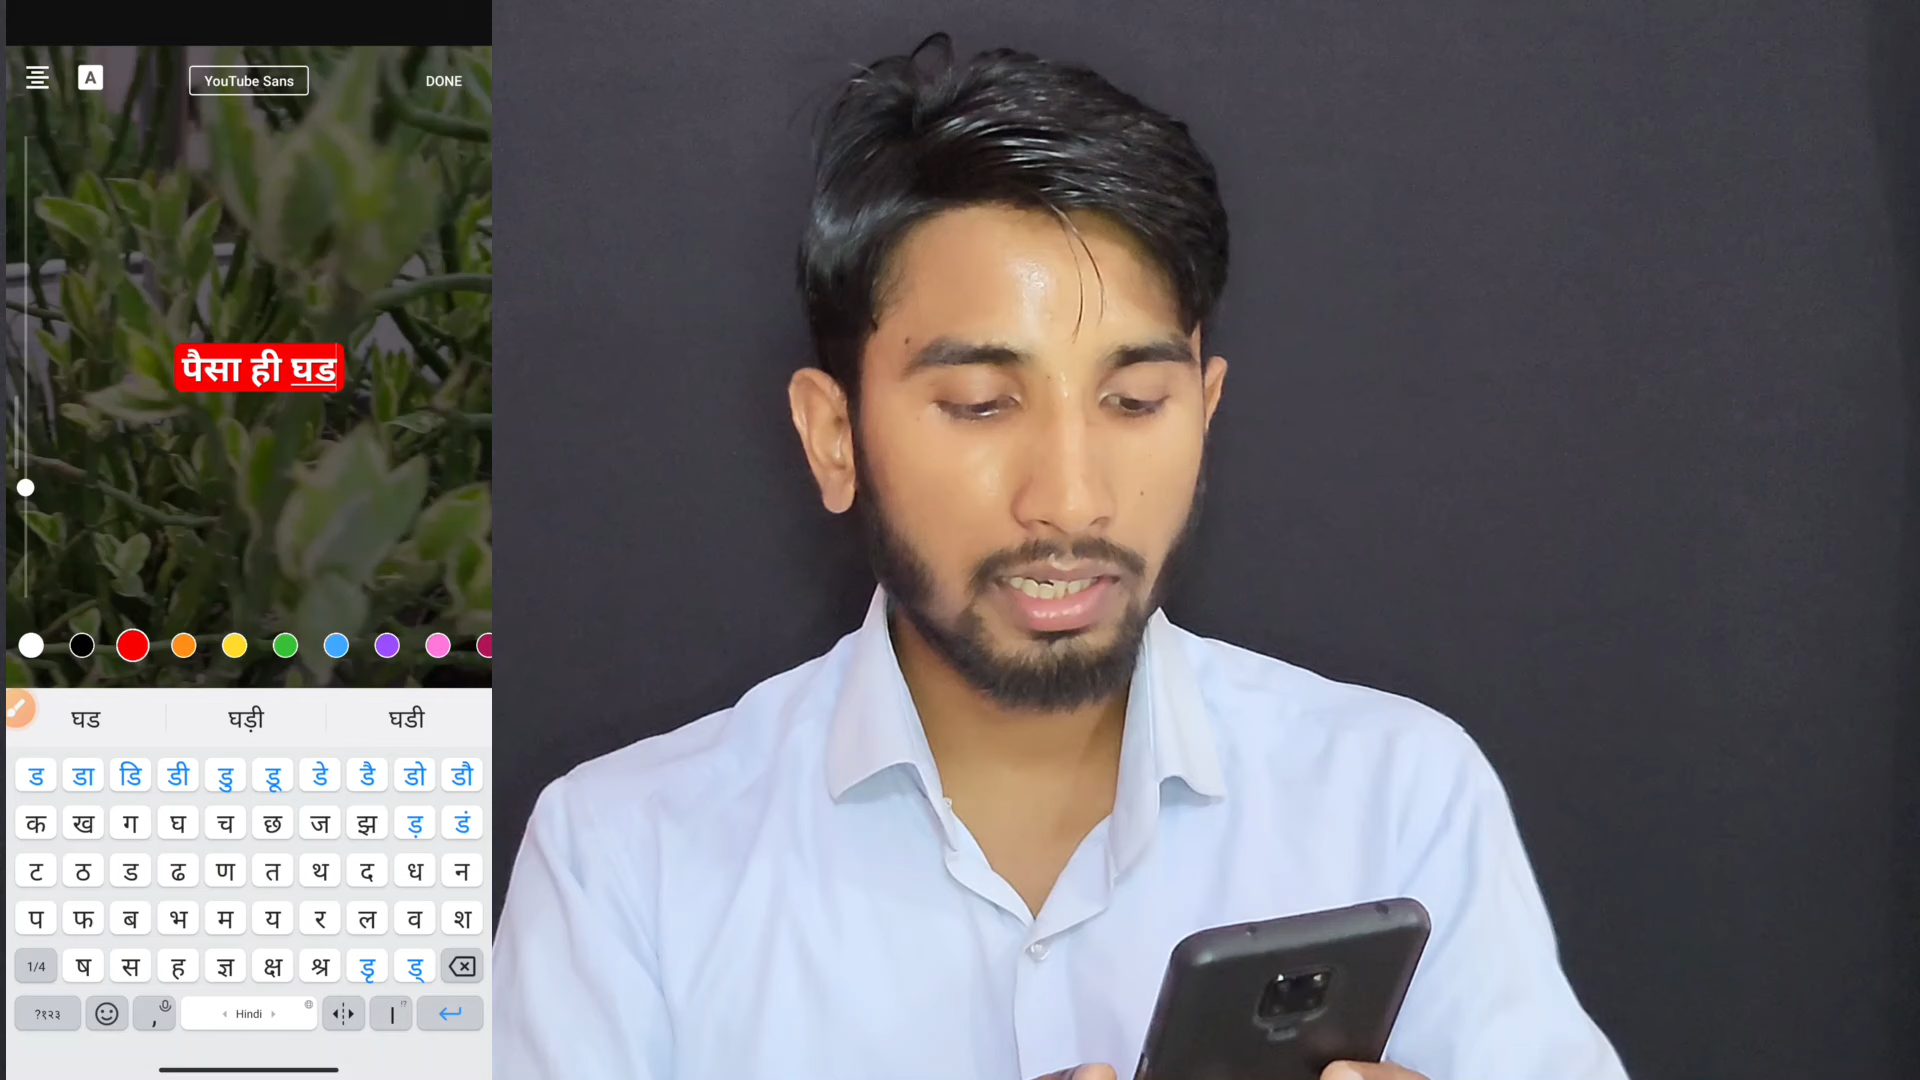 A
YouTube Sans
DONE
पैसा ही घड
घड घड़ी घडी
ड डा डि डी डु डू डे डै डो डौ
क ख ग घ च छ ज झ ड़ डं
ट ठ ड ढ ण त थ द ध न
प फ ब भ म य र ल व श
1/4 ष स ह ज्ञ क्ष श्र डृ ड्
?१२३ , Hindi | !?